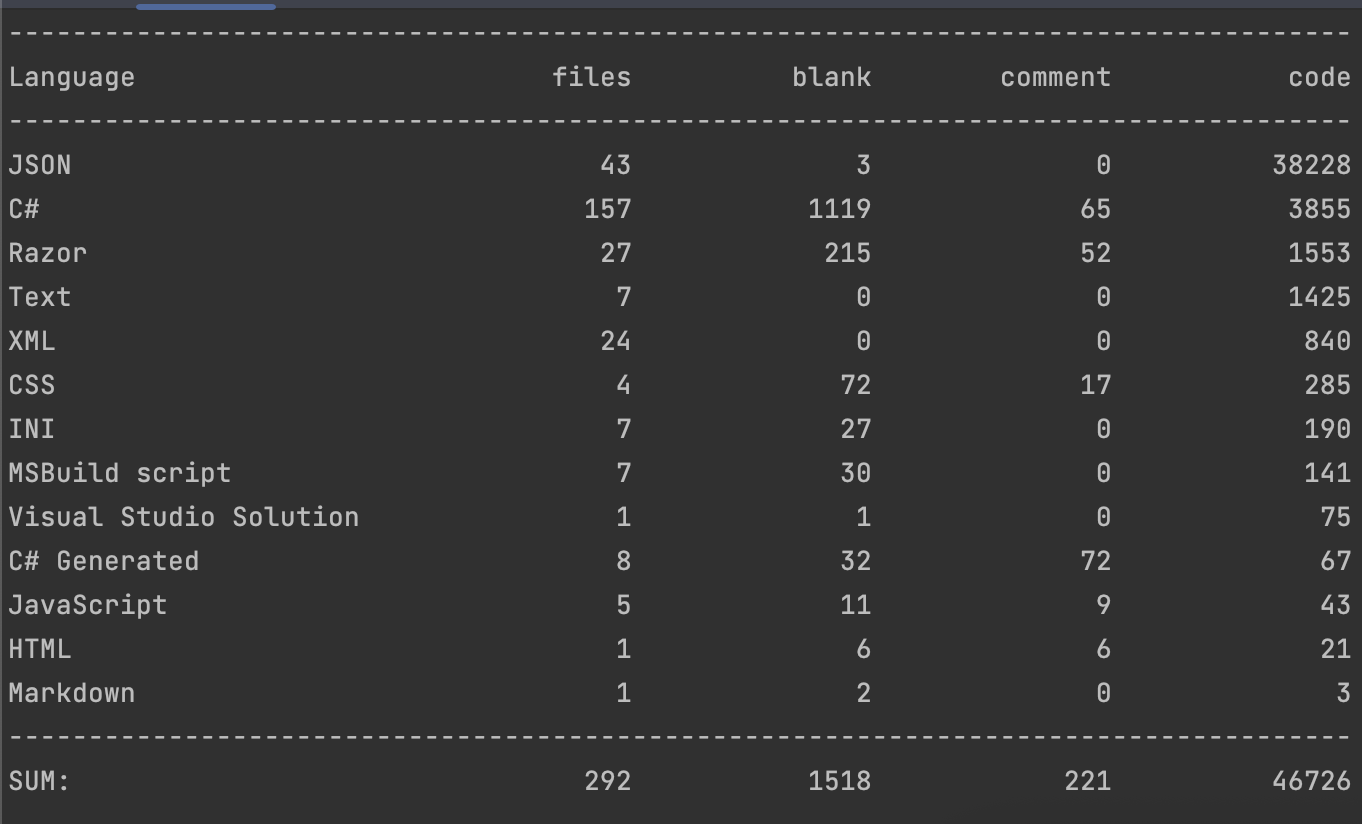 --------------------------------------------------------------------------------
Language files blank comment code
--------------------------------------------------------------------------------
JSON 43 3 0 38228
C# 157 1119 65 3855
Razor 27 215 52 1553
Text 7 0 0 1425
XML 24 0 0 840
CSS 4 72 17 285
INI 7 27 0 190
MSBuild script 7 30 0 141
Visual Studio Solution 1 1 0 75
C# Generated 8 32 72 67
JavaScript 5 11 9 43
HTML 1 6 6 21
Markdown 1 2 0 3
--------------------------------------------------------------------------------
SUM: 292 1518 221 46726